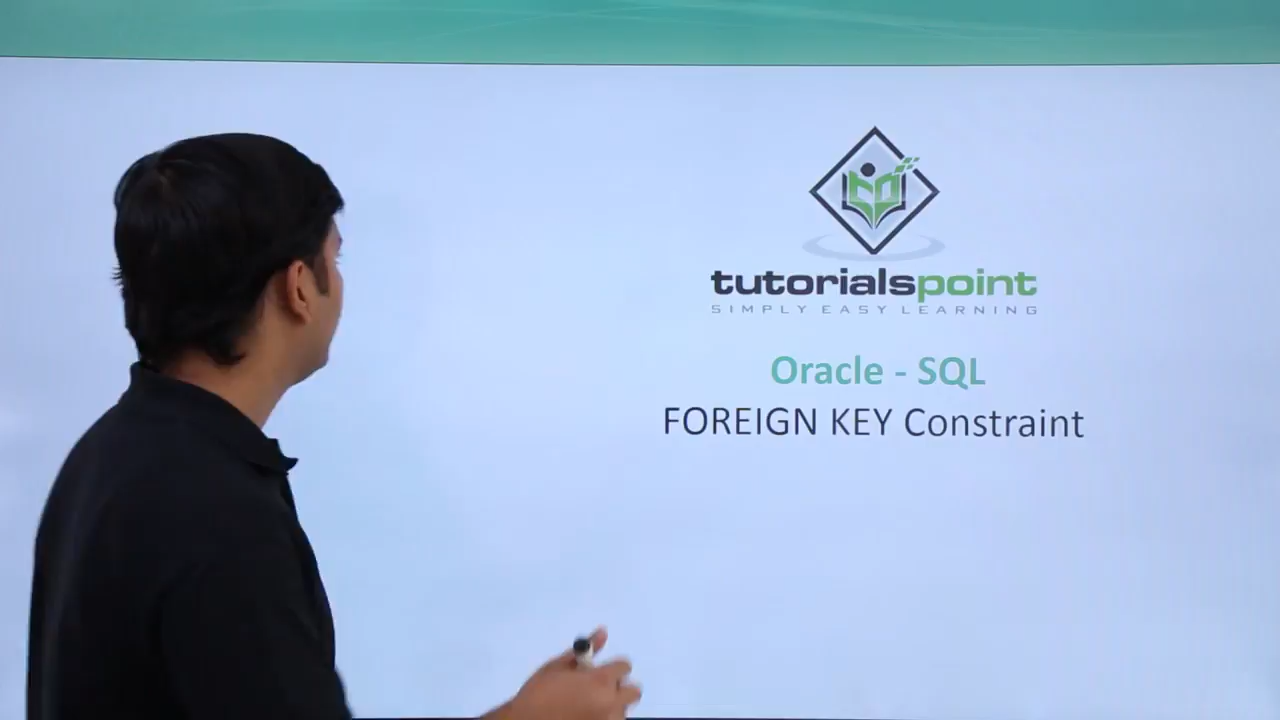 tutorialspoint
SIMPLY EASY LEARNING
Oracle - SQL
FOREIGN KEY Constraint